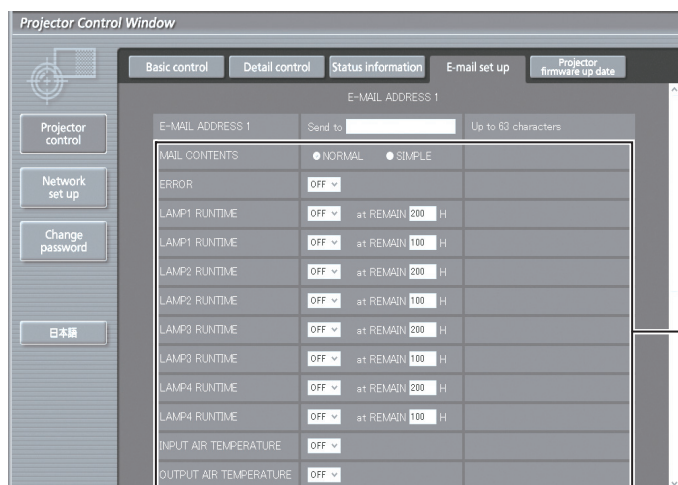 Projector Control Window
Basic control Detail control Status information E-mail set up Projector firmware up date
E-MAIL ADDRESS 1
E-MAIL ADDRESS 1 Send to Up to 63 characters
MAIL CONTENTS NORMAL SIMPLE
ERROR OFF
LAMP1 RUNTIME OFF at REMAIN 200 H
LAMP1 RUNTIME OFF at REMAIN 100 H
LAMP2 RUNTIME OFF at REMAIN 200 H
LAMP2 RUNTIME OFF at REMAIN 100 H
LAMP3 RUNTIME OFF at REMAIN 200 H
LAMP3 RUNTIME OFF at REMAIN 100 H
LAMP4 RUNTIME OFF at REMAIN 200 H
LAMP4 RUNTIME OFF at REMAIN 100 H
INPUT AIR TEMPERATURE OFF
OUTPUT AIR TEMPERATURE OFF
Projector
control
Network
set up
Change
password
日本語